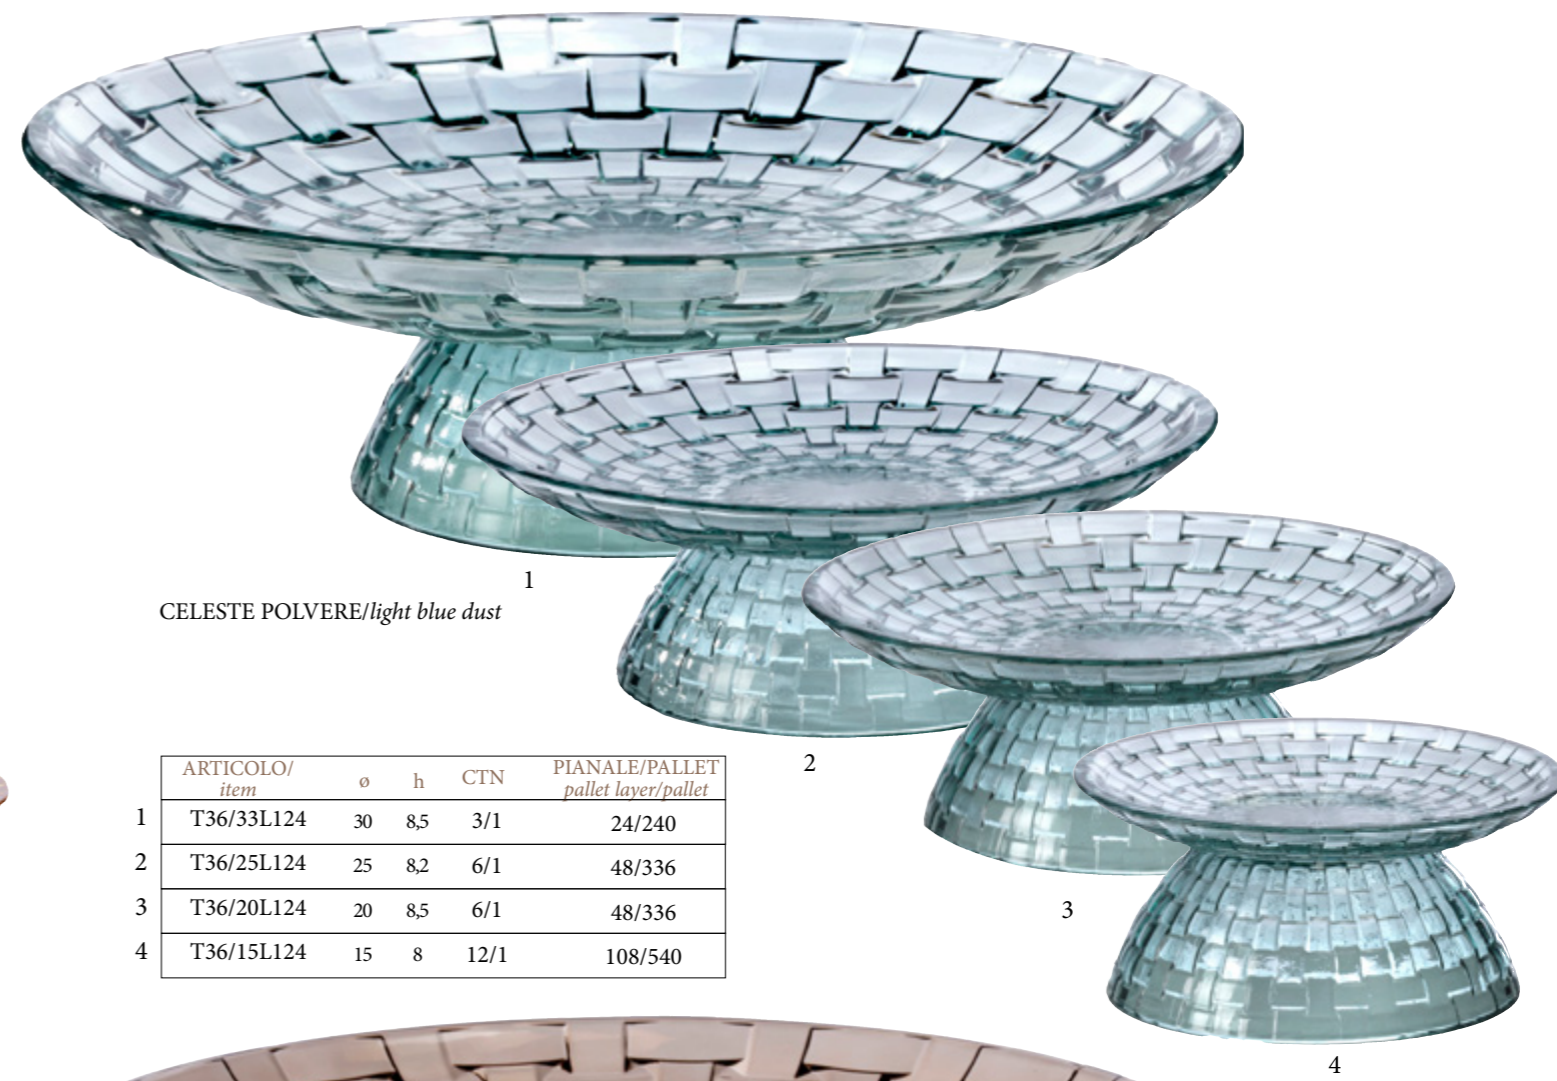 1
CELESTE POLVERE/light blue dust
2
ARTICOLO/ item ø h CTN PIANALE/PALLET pallet layer/pallet
1 T36/33L124 30 8,5 3/1 24/240
2 T36/25L124 25 8,2 6/1 48/336
3 T36/20L124 20 8,5 6/1 48/336
4 T36/15L124 15 8 12/1 108/540
3
4